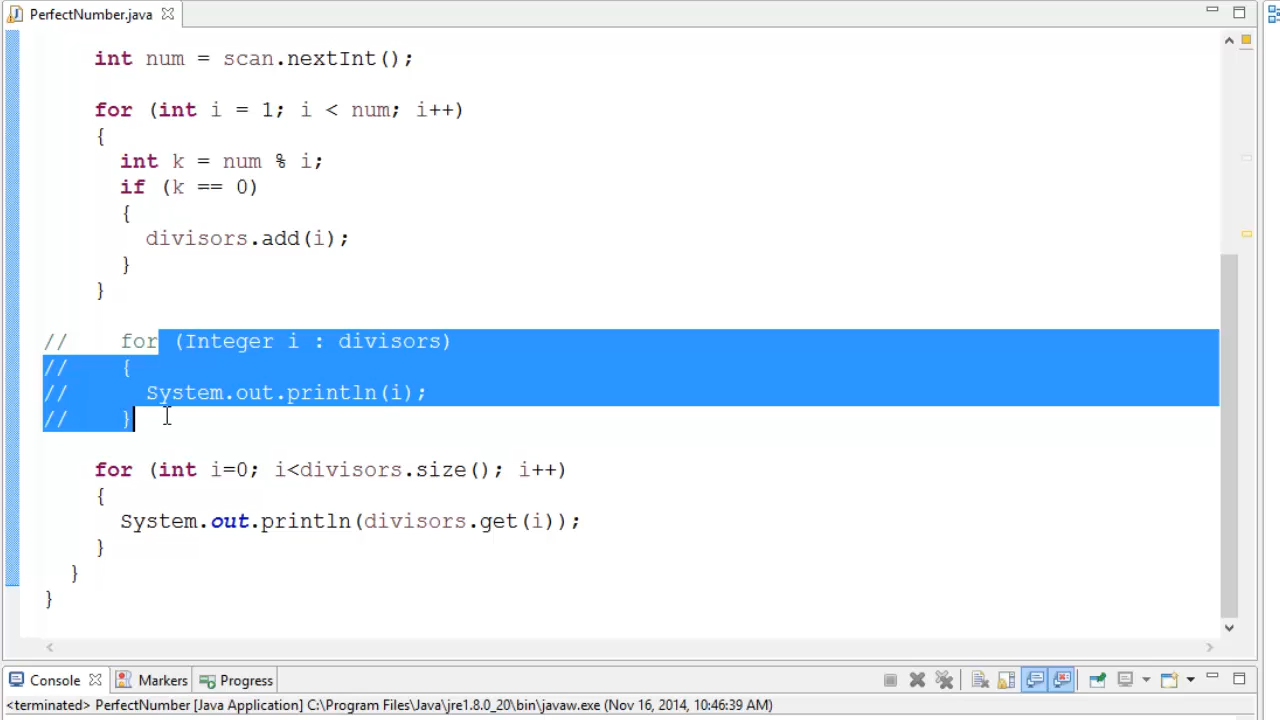 PerfectNumber.java
int num = scan.nextInt();
for (int i = 1; i < num; i++)
{
int k = num % i;
if (k == 0)
{
divisors.add(i);
}
}
// for (Integer i : divisors)
// {
// System.out.println(i);
// }
for (int i=0; i<divisors.size(); i++)
{
System.out.println(divisors.get(i));
}
}
}
Console Markers Progress
<terminated> PerfectNumber [Java Application] C:\Program Files\Java\jre1.8.0_20\bin\javaw.exe (Nov 16, 2014, 10:46:39 AM)